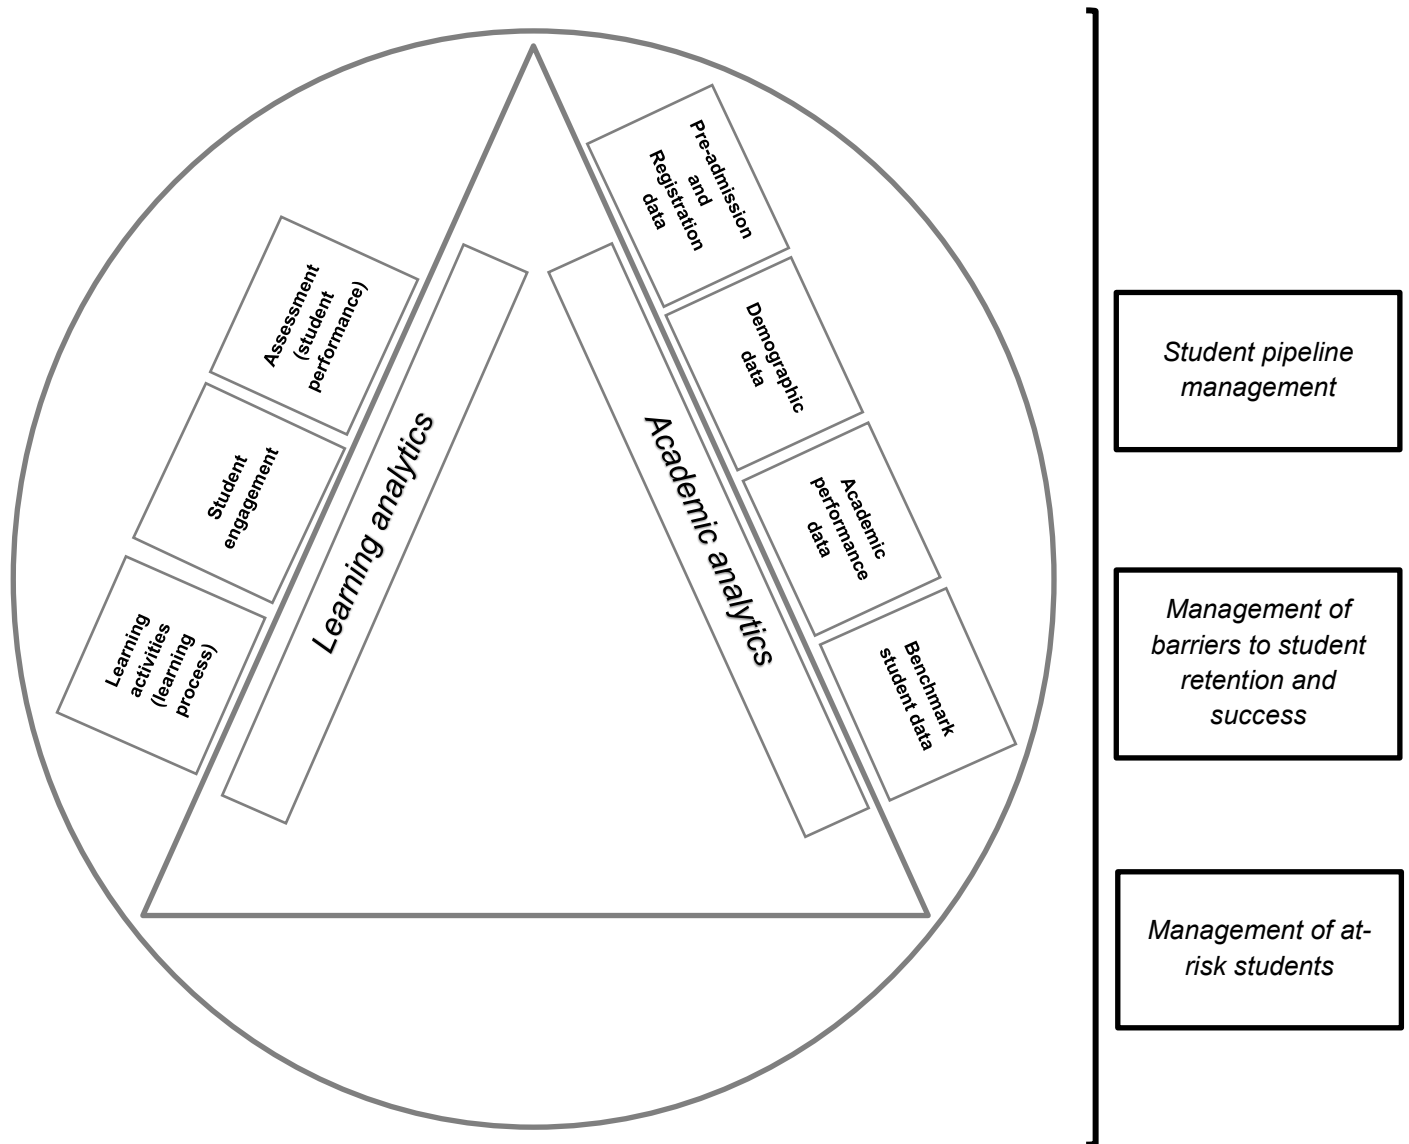 Assessment
(student
performance)
Student
engagement
Learning
activities
(learning
process)
Learning analytics
Academic analytics
Pre-admission
and
Registration
data
Demographic
data
Academic
performance
data
Benchmark
student data
Student pipeline
management
Management of
barriers to student
retention and
success
Management of at-
risk students